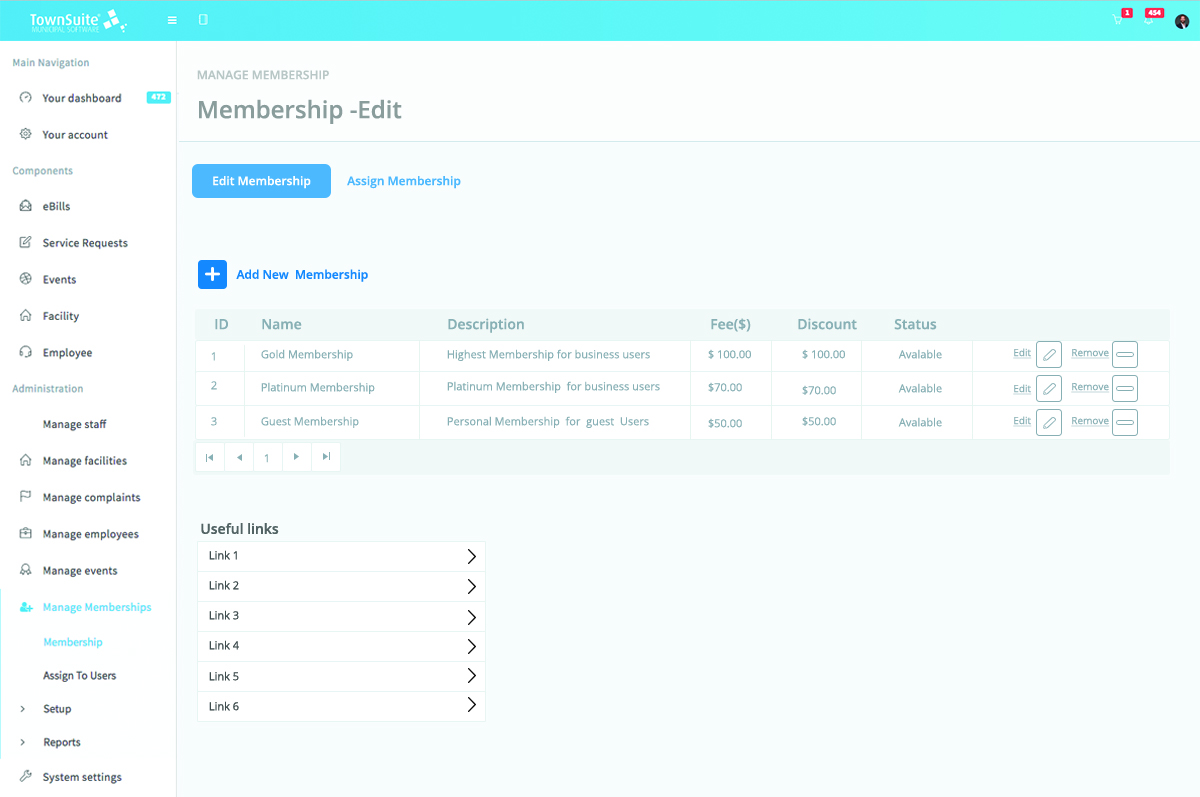 TownSuite
MUNICIPAL SOFTWARE
1
454
Main Navigation
Your dashboard 472
Your account
Components
eBills
Service Requests
Events
Facility
Employee
Administration
Manage staff
Manage facilities
Manage complaints
Manage employees
Manage events
Manage Memberships
Membership
Assign To Users
Setup
Reports
System settings
MANAGE MEMBERSHIP
Membership -Edit
Edit Membership Assign Membership
Add New Membership
ID Name Description Fee($) Discount Status
1 Gold Membership Highest Membership for business users $ 100.00 $ 100.00 Avalable Edit Remove
2 Platinum Membership Platinum Membership for business users $70.00 $70.00 Avalable Edit Remove
3 Guest Membership Personal Membership for guest Users $50.00 $50.00 Avalable Edit Remove
1
Useful links
Link 1
Link 2
Link 3
Link 4
Link 5
Link 6